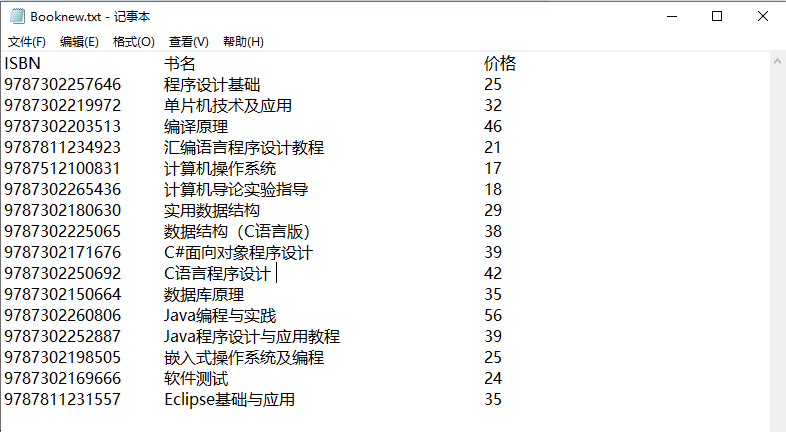 Booknew.txt - 记事本
文件(F) 编辑(E) 格式(O) 查看(V) 帮助(H)
ISBN 书名 价格
9787302257646 程序设计基础 25
9787302219972 单片机技术及应用 32
9787302203513 编译原理 46
9787811234923 汇编语言程序设计教程 21
9787512100831 计算机操作系统 17
9787302265436 计算机导论实验指导 18
9787302180630 实用数据结构 29
9787302225065 数据结构（C语言版） 38
9787302171676 C#面向对象程序设计 39
9787302250692 C语言程序设计 42
9787302150664 数据库原理 35
9787302260806 Java编程与实践 56
9787302252887 Java程序设计与应用教程 39
9787302198505 嵌入式操作系统及编程 25
9787302169666 软件测试 24
9787811231557 Eclipse基础与应用 35